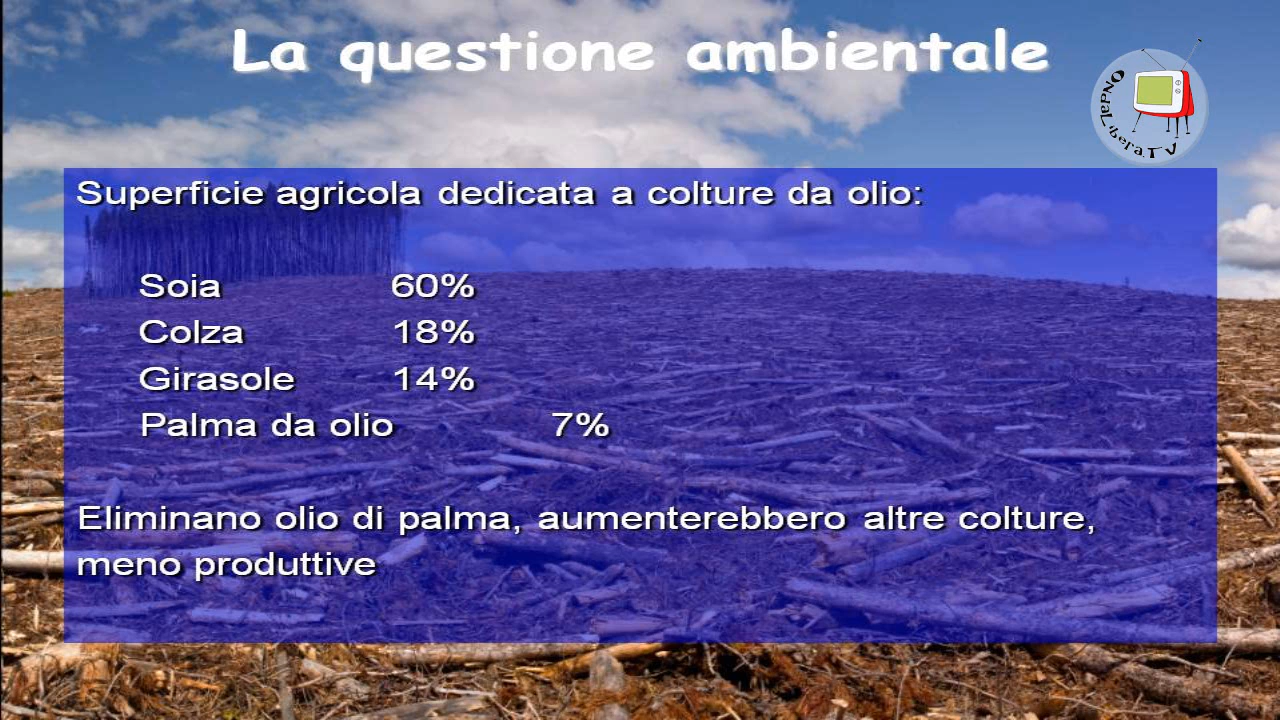 La questione ambientale
OndaLiberaTV
Superficie agricola dedicata a colture da olio:
Soia 60%
Colza 18%
Girasole 14%
Palma da olio 7%
Eliminano olio di palma, aumenterebbero altre colture,
meno produttive